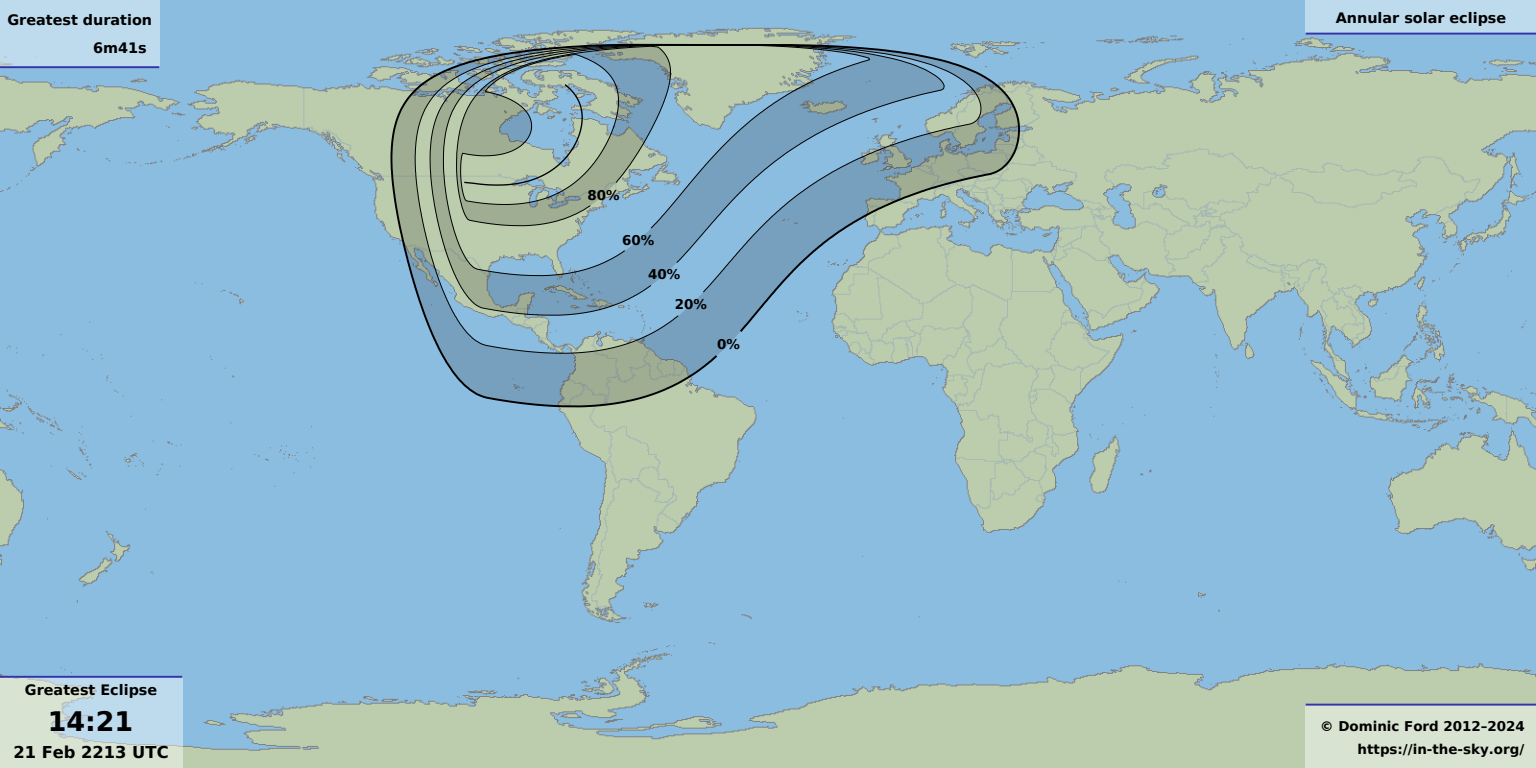 Greatest duration
6m41s
Annular solar eclipse
80%
60%
40%
20%
0%
Greatest Eclipse
14:21
21 Feb 2213 UTC
© Dominic Ford 2012–2024
https://in-the-sky.org/